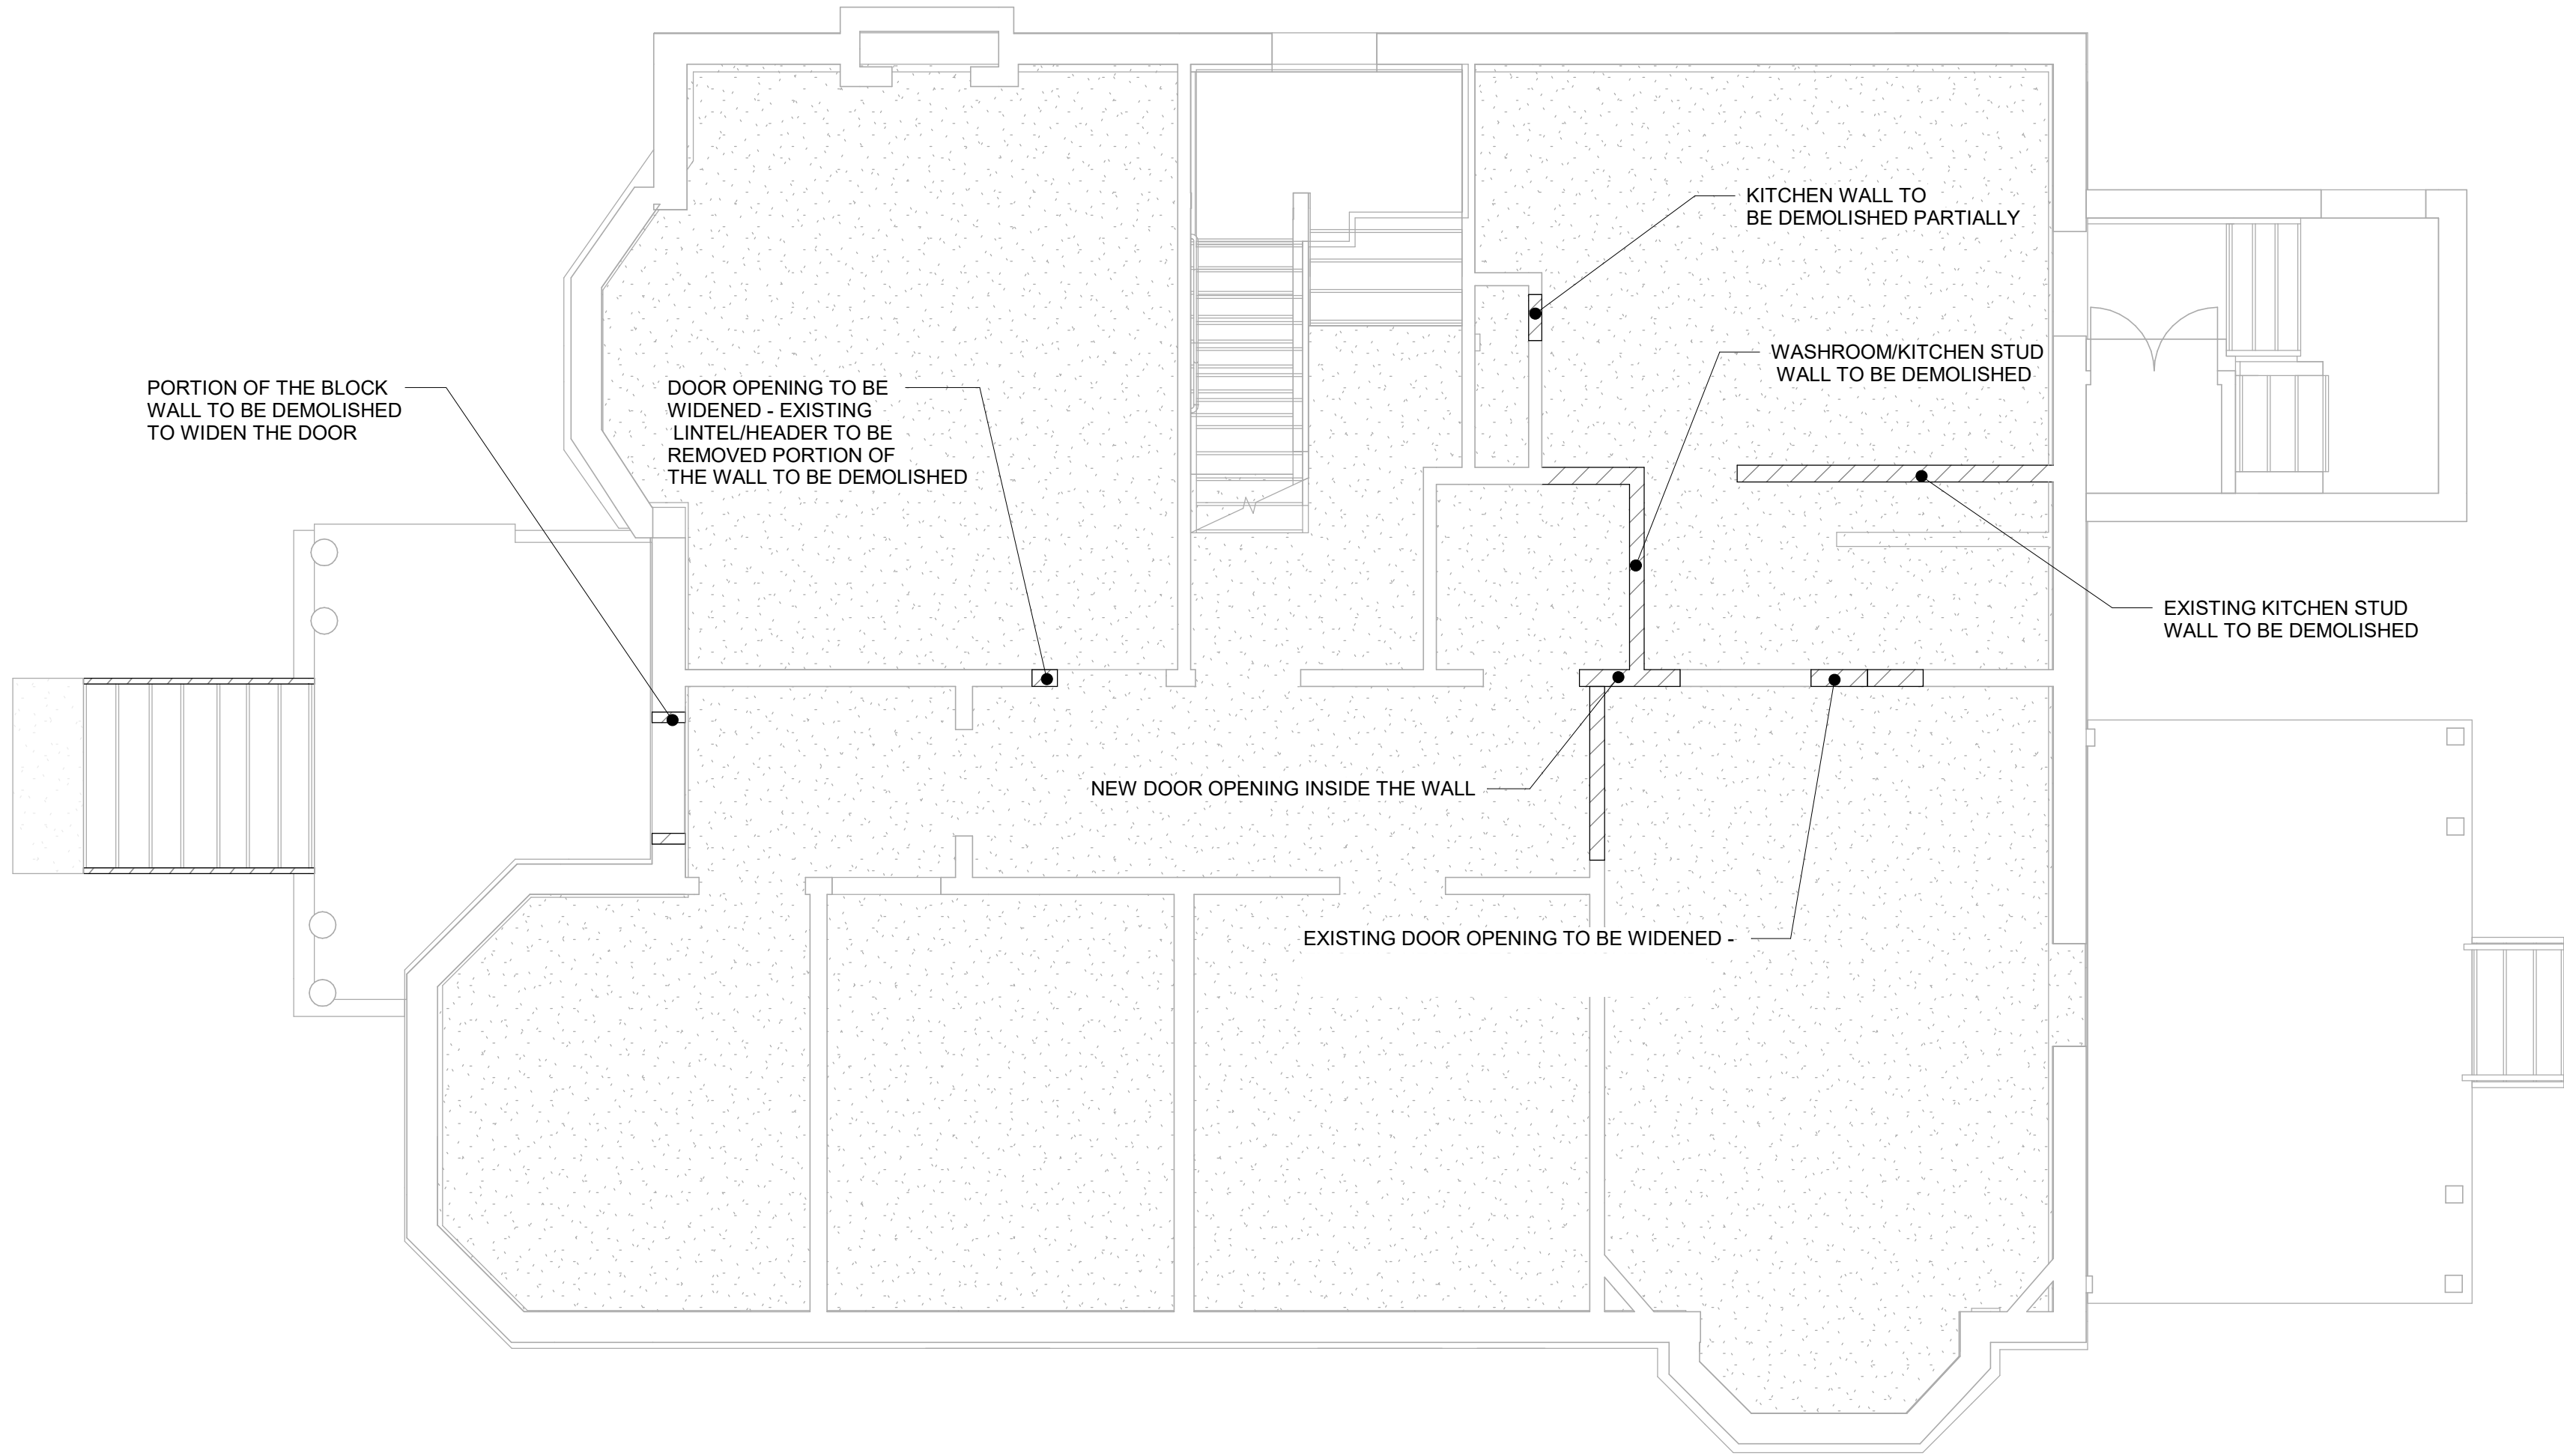 KITCHEN WALL TO
BE DEMOLISHED PARTIALLY
WASHROOM/KITCHEN STUD
WALL TO BE DEMOLISHED
PORTION OF THE BLOCK
WALL TO BE DEMOLISHED
TO WIDEN THE DOOR
DOOR OPENING TO BE
WIDENED - EXISTING
LINTEL/HEADER TO BE
REMOVED PORTION OF
THE WALL TO BE DEMOLISHED
EXISTING KITCHEN STUD
WALL TO BE DEMOLISHED
NEW DOOR OPENING INSIDE THE WALL
EXISTING DOOR OPENING TO BE WIDENED -